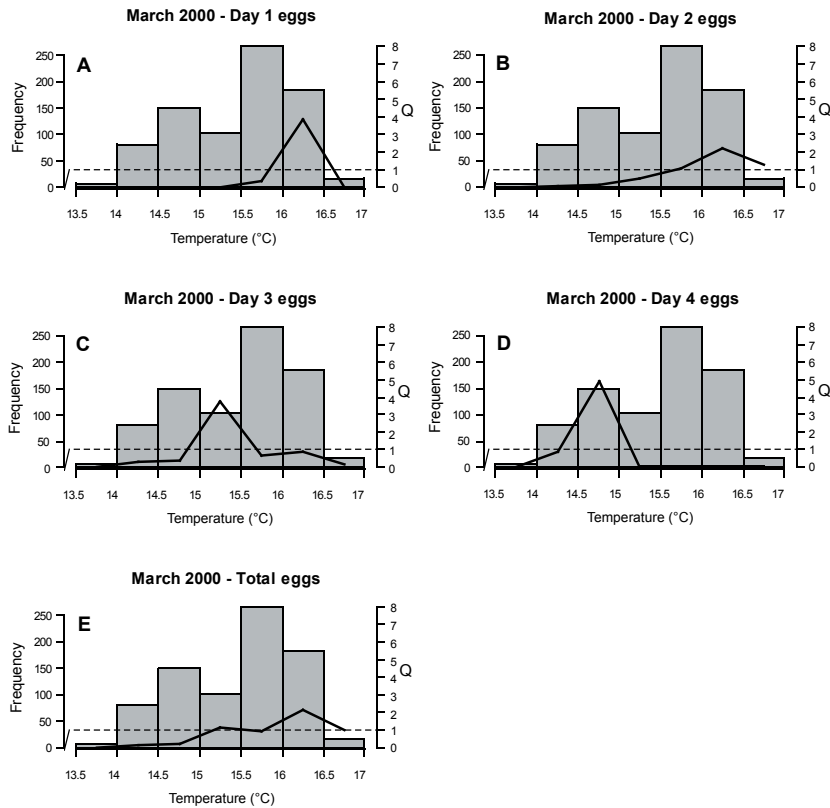 March 2000 - Day 1 eggs
A
Frequency
250
200
150
100
50
0
8
7
6
5
4
3
2
1
0
Q
13.5 14 14.5 15 15.5 16 16.5 17
Temperature (°C)
March 2000 - Day 2 eggs
B
Frequency
250
200
150
100
50
0
8
7
6
5
4
3
2
1
0
Q
13.5 14 14.5 15 15.5 16 16.5 17
Temperature (°C)
March 2000 - Day 3 eggs
C
Frequency
250
200
150
100
50
0
8
7
6
5
4
3
2
1
0
Q
13.5 14 14.5 15 15.5 16 16.5 17
Temperature (°C)
March 2000 - Day 4 eggs
D
Frequency
250
200
150
100
50
0
8
7
6
5
4
3
2
1
0
Q
13.5 14 14.5 15 15.5 16 16.5 17
Temperature (°C)
March 2000 - Total eggs
E
Frequency
250
200
150
100
50
0
8
7
6
5
4
3
2
1
0
Q
13.5 14 14.5 15 15.5 16 16.5 17
Temperature (°C)